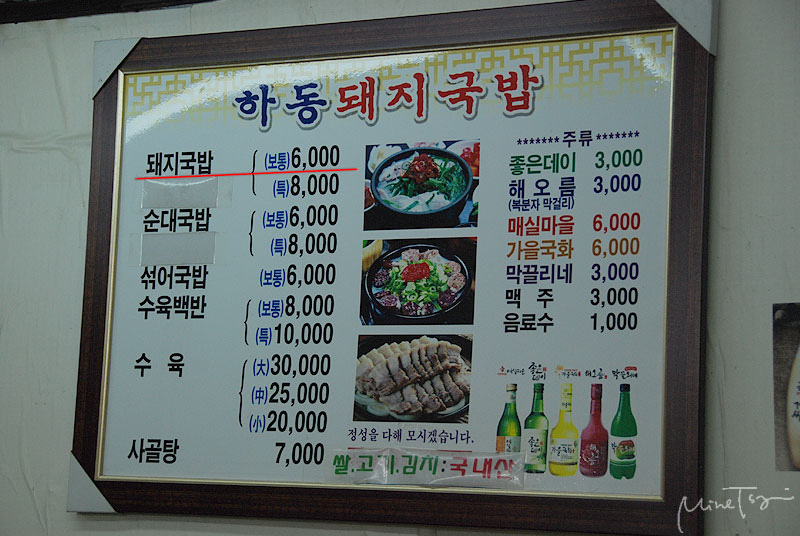 하동돼지국밥
돼지국밥 (보통)6,000
(특)8,000
순대국밥 (보통)6,000
(특)8,000
섞어국밥 (보통)6,000
수육백반 (보통)8,000
(특)10,000
수 육 (大)30,000
(中)25,000
(小)20,000
사골탕 7,000
*******주류*******
좋은데이 3,000
해 오 름 3,000
(복분자 막걸리)
매실마을 6,000
가을국화 6,000
막끌리네 3,000
맥 주 3,000
음료수 1,000
정성을 다해 모시겠습니다.
쌀.고기.김치:국내산